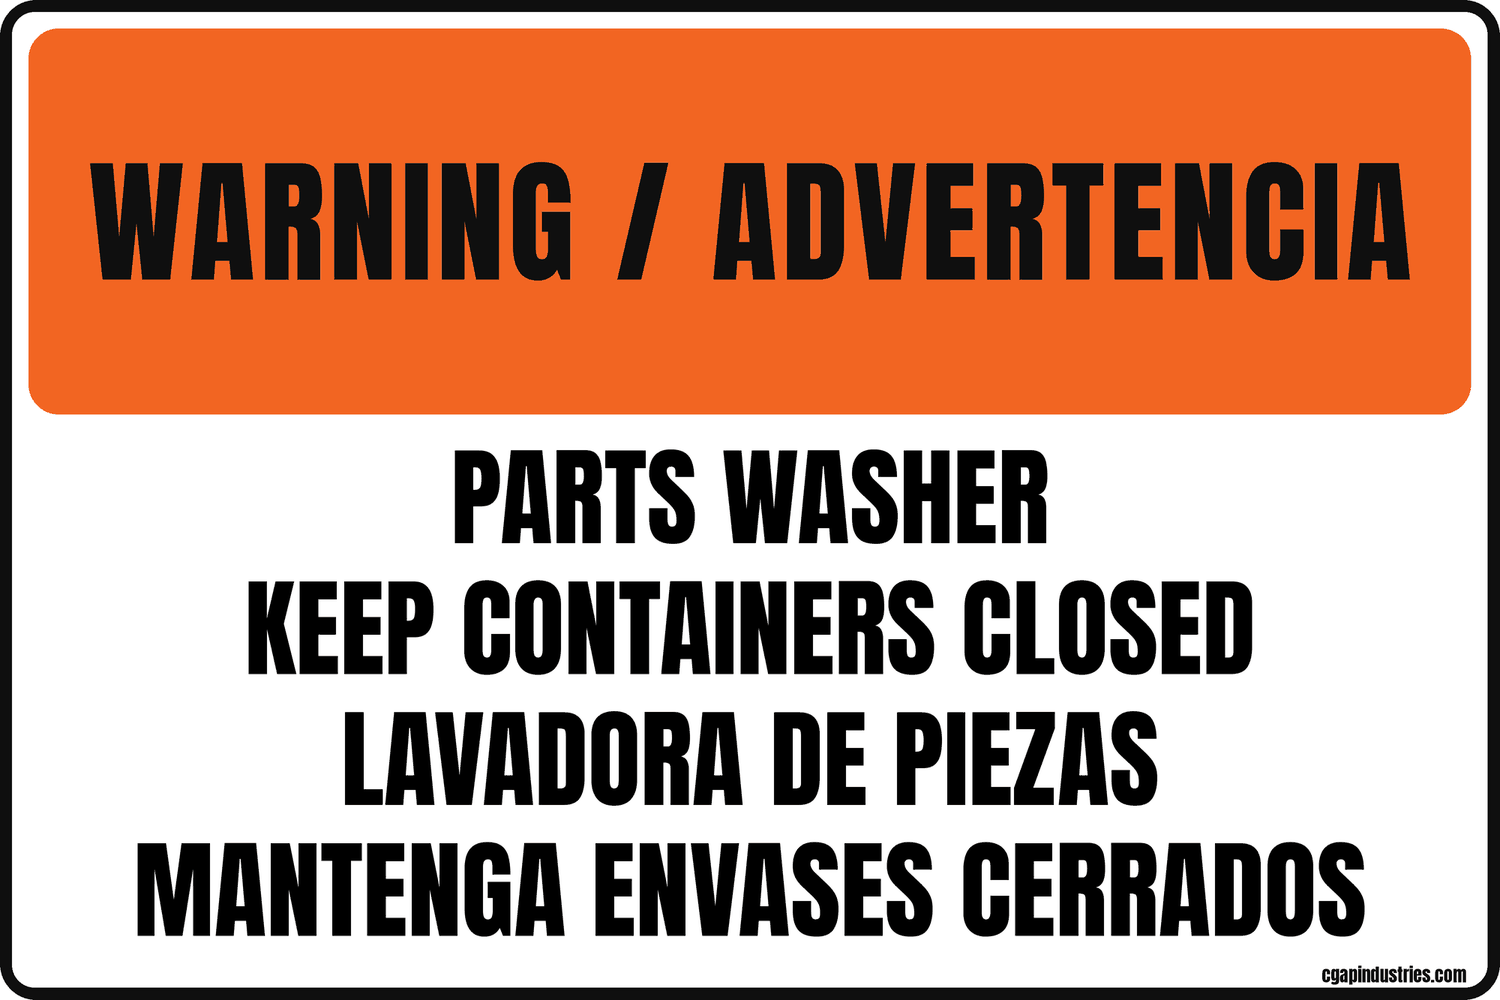 WARNING / ADVERTENCIA
PARTS WASHER
KEEP CONTAINERS CLOSED
LAVADORA DE PIEZAS
MANTENGA ENVASES CERRADOS
cgapindustries.com